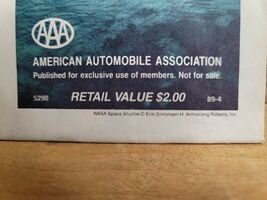 AAA
AMERICAN AUTOMOBILE ASSOCIATION
Published for exclusive use of members. Not for sale.
5290 RETAIL VALUE $2.00 89-4
NASA Space Shuttle/© Erik Simonsen H. Armstrong Roberts, Inc.